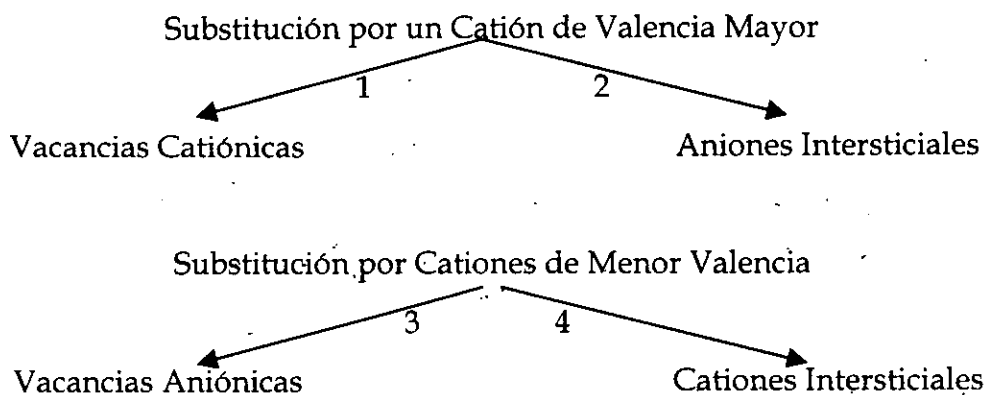 Substitución por un Catión de Valencia Mayor
1 2
Vacancias Catiónicas Aniones Intersticiales
Substitución por Cationes de Menor Valencia
3 4
Vacancias Aniónicas Cationes Intersticiales